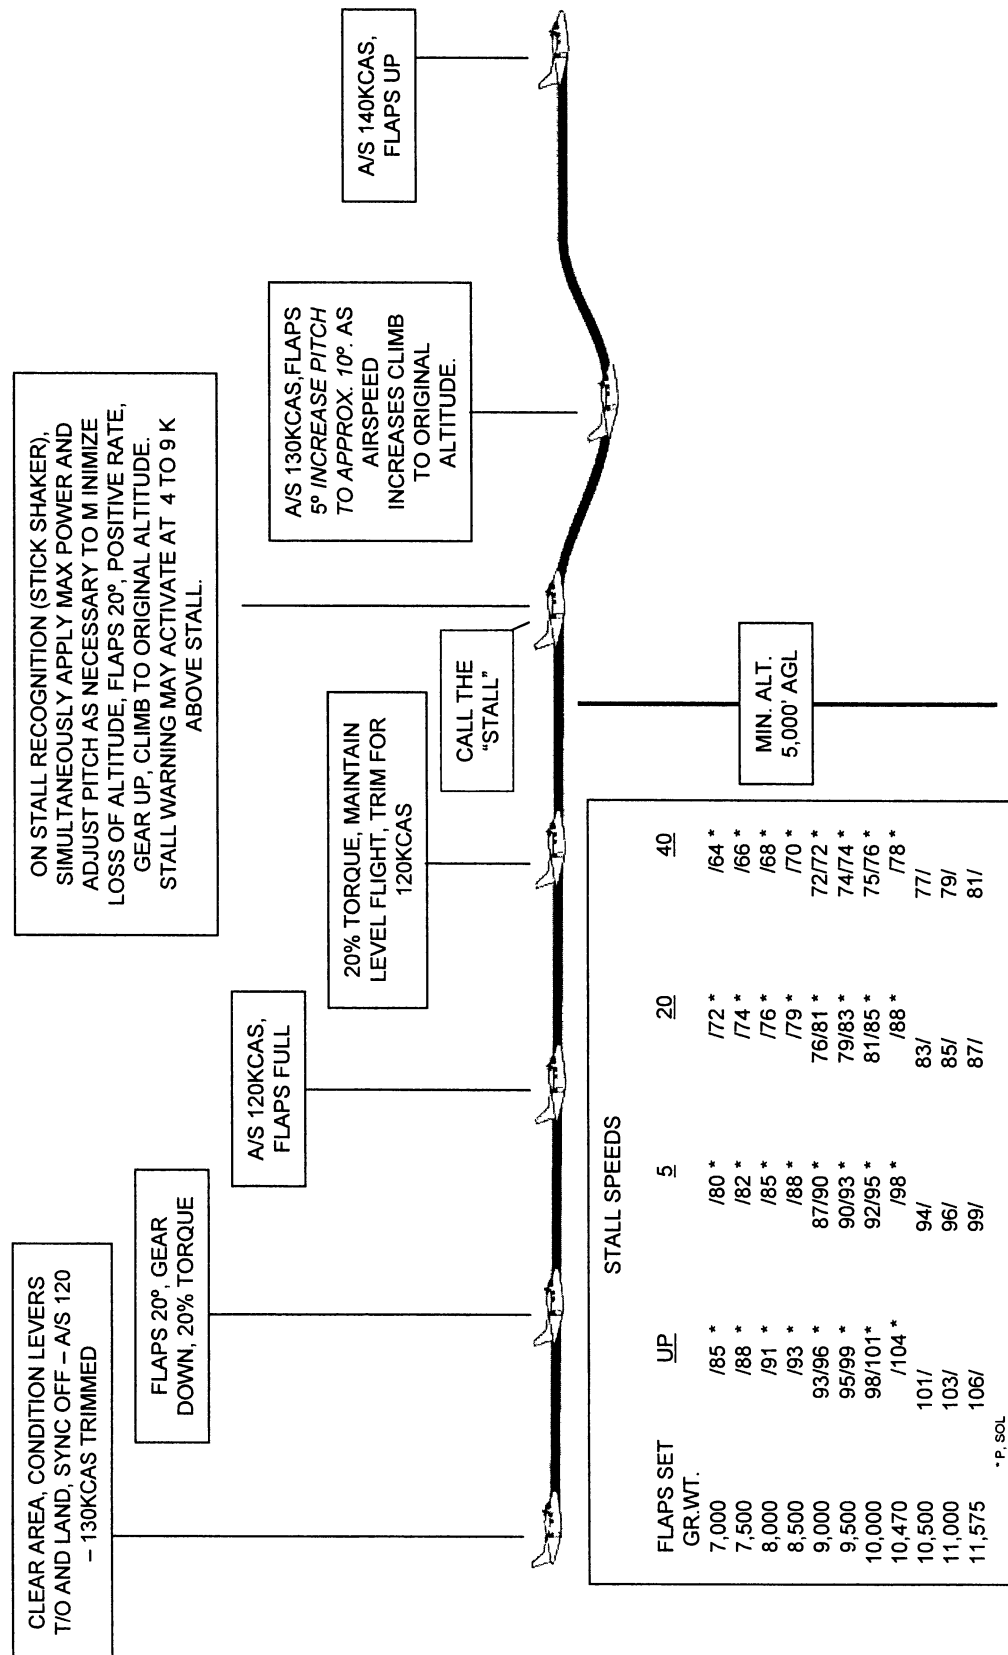 CLEAR AREA, CONDITION LEVERS
T/O AND LAND, SYNC OFF – A/S 120
– 130KCAS TRIMMED
FLAPS 20º, GEAR
DOWN, 20% TORQUE
A/S 120KCAS,
FLAPS FULL
20% TORQUE, MAINTAIN
LEVEL FLIGHT, TRIM FOR
120KCAS
CALL THE
“STALL”
ON STALL RECOGNITION (STICK SHAKER),
SIMULTANEOUSLY APPLY MAX POWER AND
ADJUST PITCH AS NECESSARY TO M INIMIZE
LOSS OF ALTITUDE, FLAPS 20º, POSITIVE RATE,
GEAR UP, CLIMB TO ORIGINAL ALTITUDE.
STALL WARNING MAY ACTIVATE AT 4 TO 9 K
ABOVE STALL.
A/S 130KCAS,FLAPS
5º INCREASE PITCH
TO APPROX. 10º. AS
AIRSPEED
INCREASES CLIMB
TO ORIGINAL
ALTITUDE.
A/S 140KCAS,
FLAPS UP
MIN. ALT.
5,000' AGL
STALL SPEEDS
FLAPS SET UP 5 20 40
GR.WT.
7,000 /85 * /80 * /72 * /64 *
7,500 /88 * /82 * /74 * /66 *
8,000 /91 * /85 * /76 * /68 *
8,500 /93 * /88 * /79 * /70 *
9,000 93/96 * 87/90 * 76/81 * 72/72 *
9,500 95/99 * 90/93 * 79/83 * 74/74 *
10,000 98/101* 92/95 * 81/85 * 75/76 *
10,470 /104 * /98 * /88 * /78 *
10,500 101/ 94/ 83/ 77/
11,000 103/ 96/ 85/ 79/
11,575 106/ 99/ 87/ 81/
* P, SOL